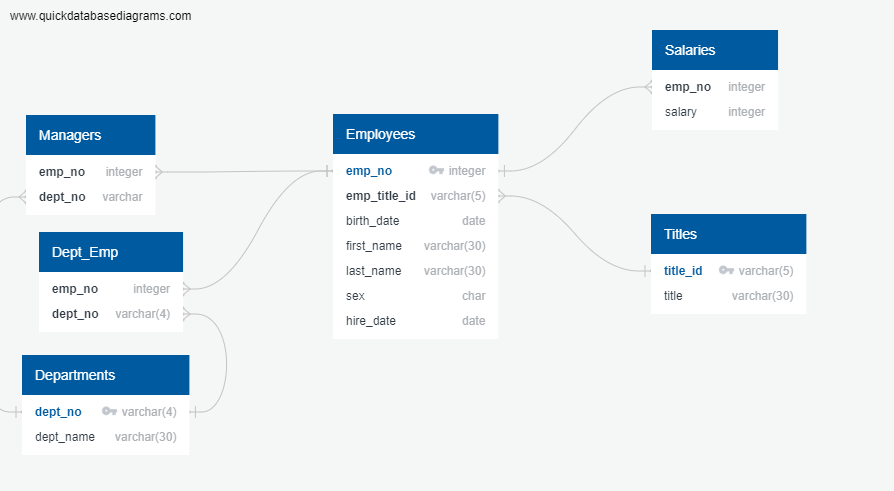 www.quickdatabasediagrams.com
Managers
emp_no integer
dept_no varchar
Dept_Emp
emp_no integer
dept_no varchar(4)
Departments
dept_no varchar(4)
dept_name varchar(30)
Employees
emp_no integer
emp_title_id varchar(5)
birth_date date
first_name varchar(30)
last_name varchar(30)
sex char
hire_date date
Salaries
emp_no integer
salary integer
Titles
title_id varchar(5)
title varchar(30)